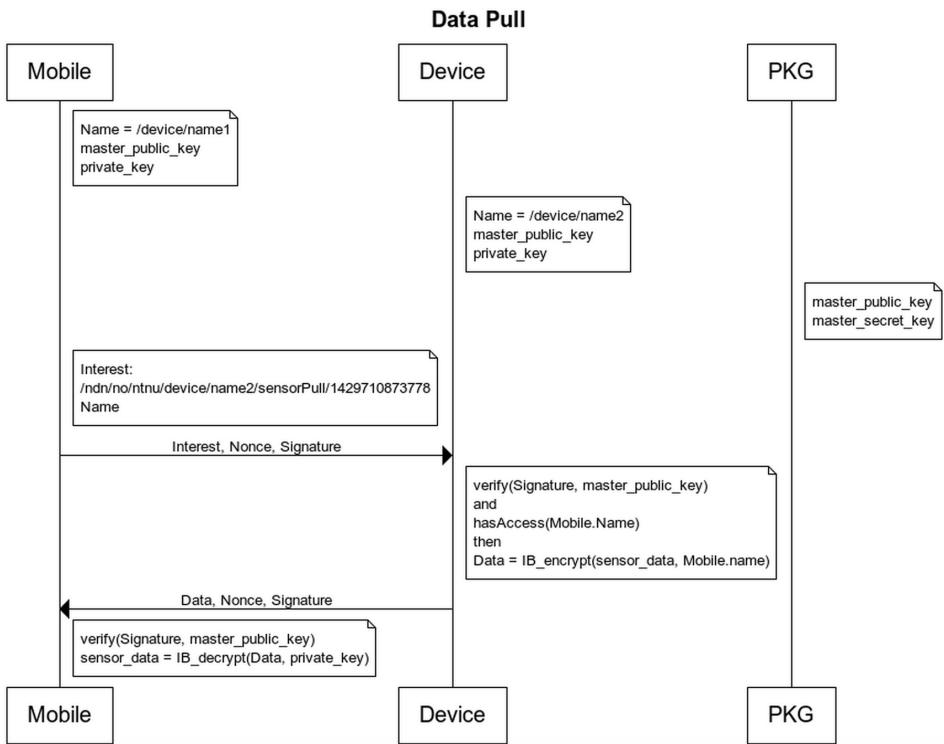 Data Pull
Mobile
Device
PKG
Name = /device/name1
master_public_key
private_key
Name = /device/name2
master_public_key
private_key
master_public_key
master_secret_key
Interest:
/ndn/no/ntnu/device/name2/sensorPull/1429710873778
Name
Interest, Nonce, Signature
verify(Signature, master_public_key)
and
hasAccess(Mobile.Name)
then
Data = IB_encrypt(sensor_data, Mobile.name)
Data, Nonce, Signature
verify(Signature, master_public_key)
sensor_data = IB_decrypt(Data, private_key)
Mobile
Device
PKG